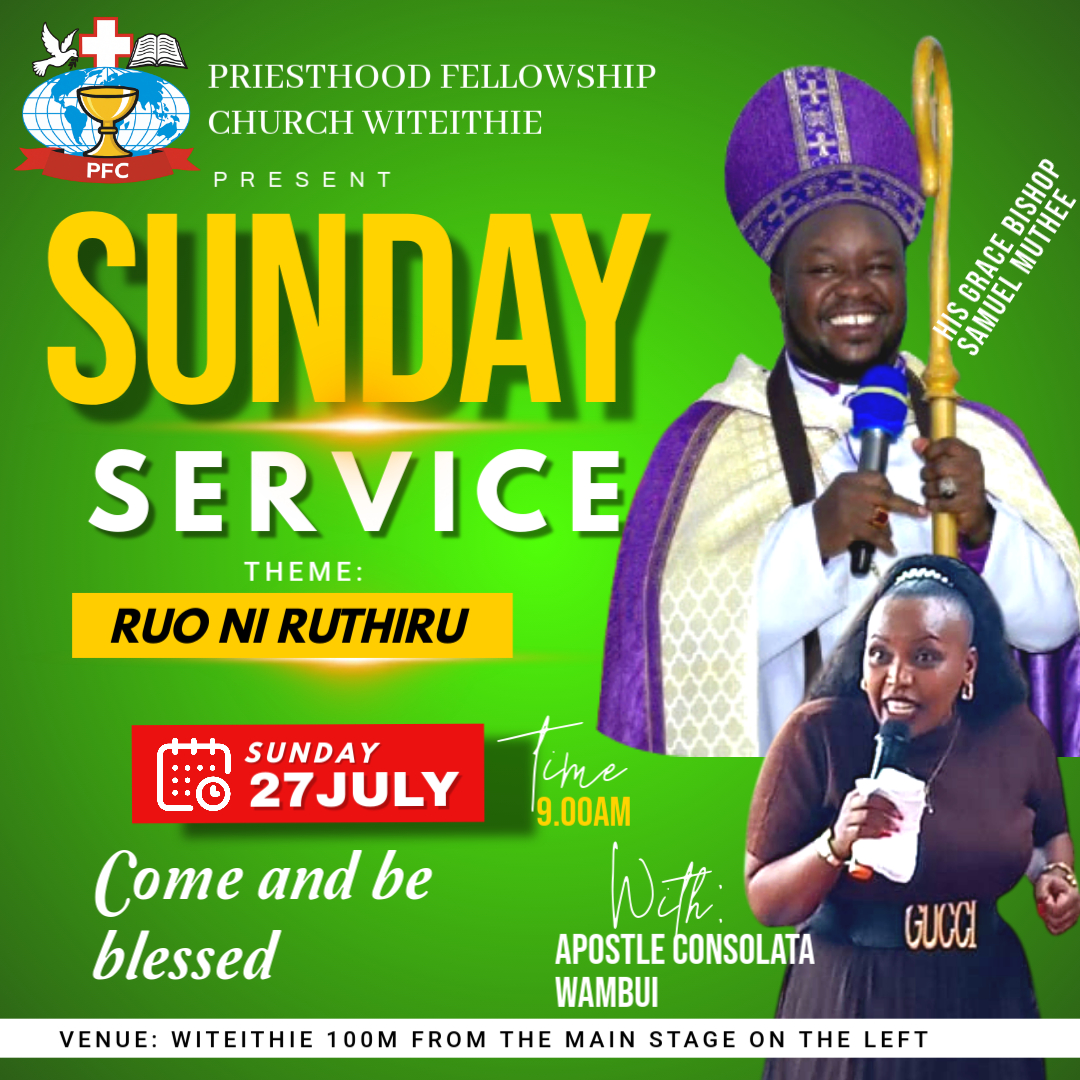 PFC
PRIESTHOOD FELLOWSHIP
CHURCH WITEITHIE
PRESENT
SUNDAY
SERVICE
HIS GRACE BISHOP
SAMUEL MUTHEE
THEME:
RUO NI RUTHIRU
SUNDAY
27JULY
Time
9.00AM
Come and be
blessed
With:
APOSTLE CONSOLATA
WAMBUI
GUCCI
VENUE: WITEITHIE 100M FROM THE MAIN STAGE ON THE LEFT